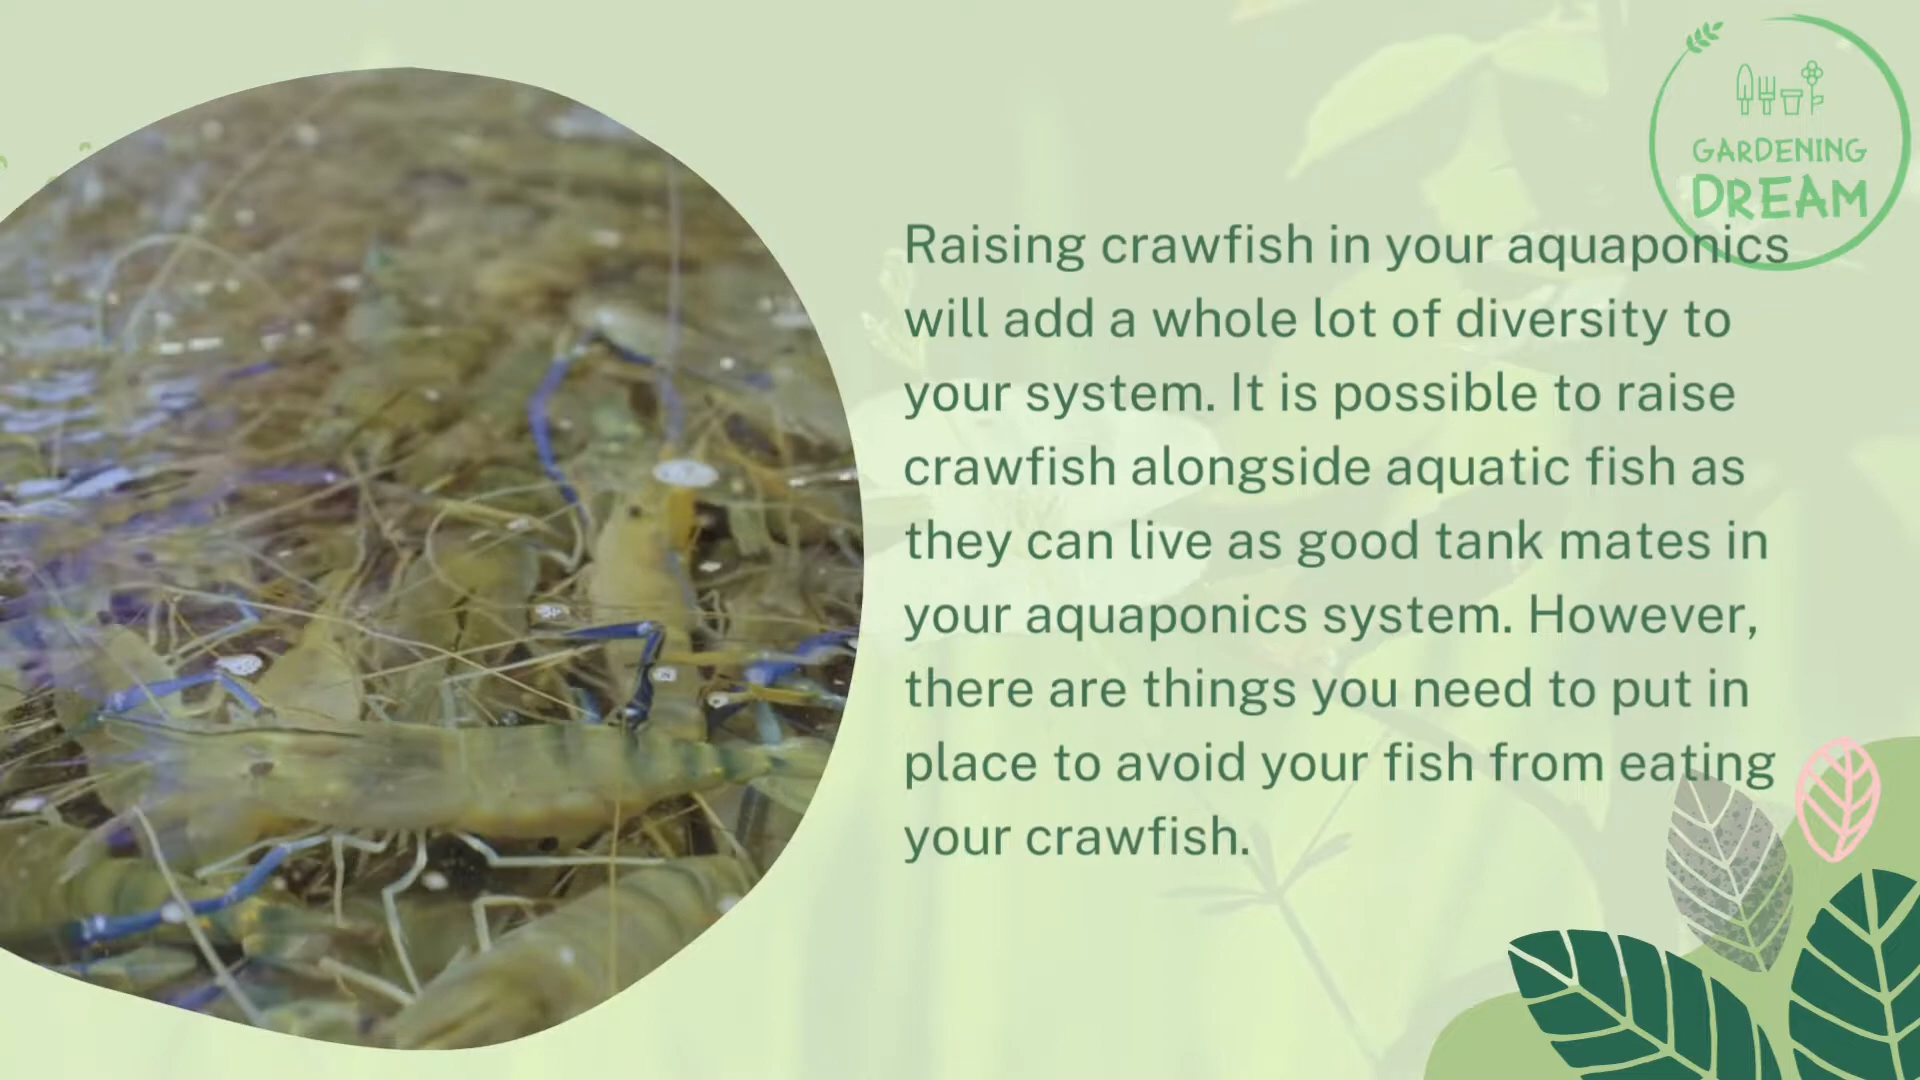 GARDENING
DREAM
Raising crawfish in your aquaponics
will add a whole lot of diversity to
your system. It is possible to raise
crawfish alongside aquatic fish as
they can live as good tank mates in
your aquaponics system. However,
there are things you need to put in
place to avoid your fish from eating
your crawfish.